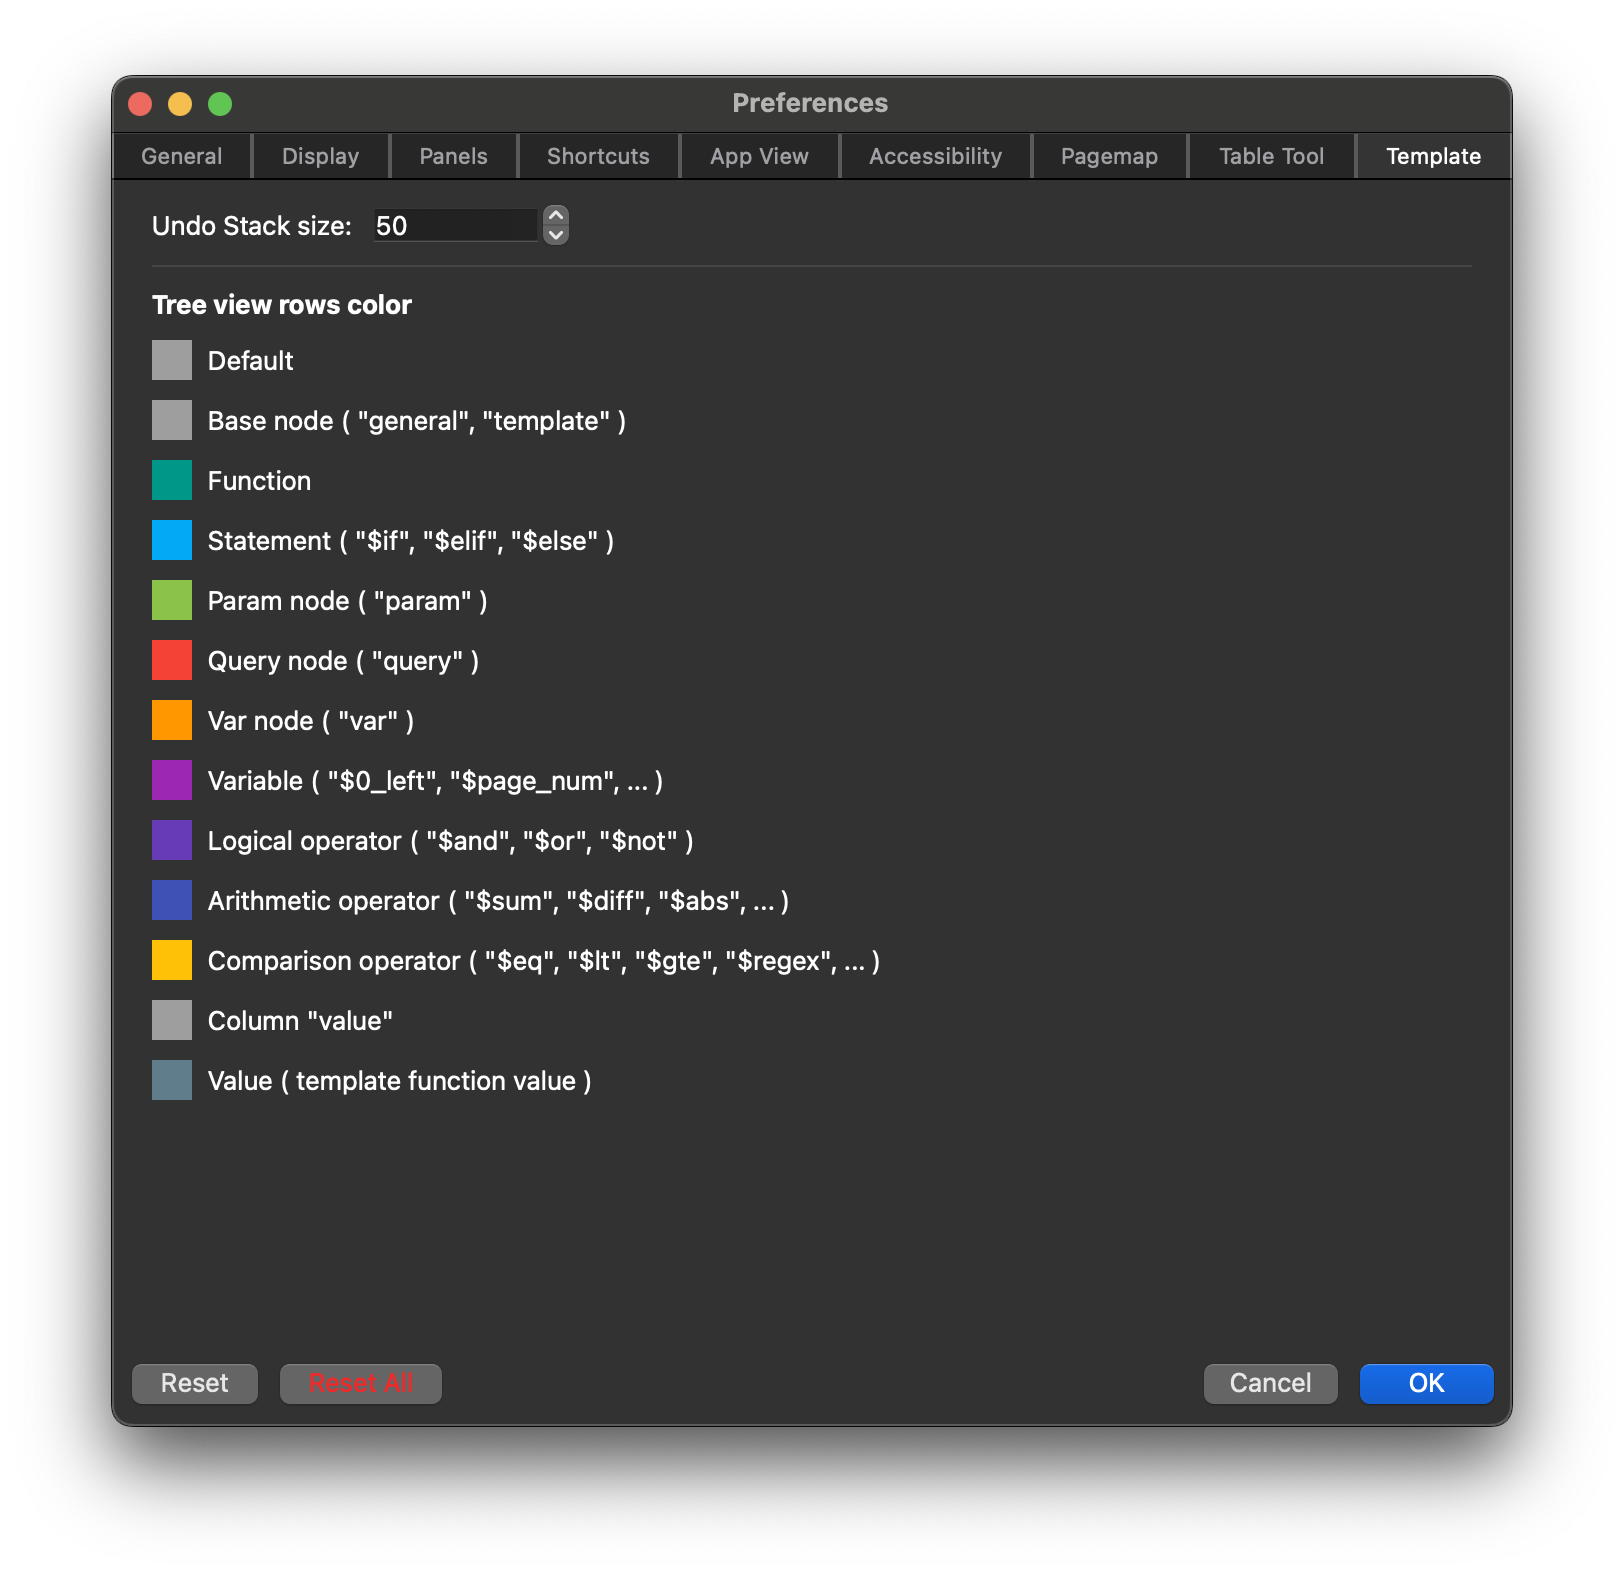 Preferences
General Display Panels Shortcuts App View Accessibility Pagemap Table Tool Template
Undo Stack size: 50
Tree view rows color
Default
Base node ( "general", "template" )
Function
Statement ( "$if", "$elif", "$else" )
Param node ( "param" )
Query node ( "query" )
Var node ( "var" )
Variable ( "$0_left", "$page_num", ... )
Logical operator ( "$and", "$or", "$not" )
Arithmetic operator ( "$sum", "$diff", "$abs", ... )
Comparison operator ( "$eq", "$lt", "$gte", "$regex", ... )
Column "value"
Value ( template function value )
Reset Reset All Cancel OK